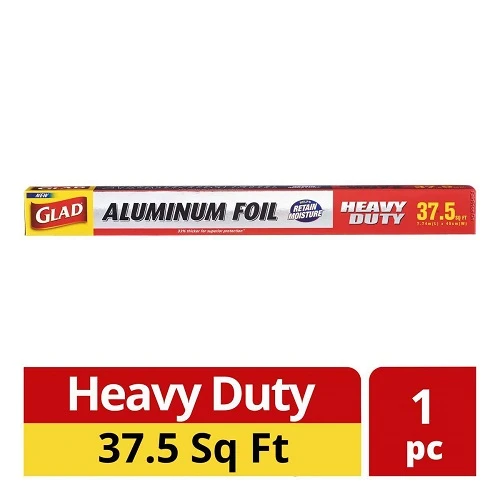 NEW
GLAD
ALUMINUM FOIL
RETAIN
MOISTURE
HEAVY
DUTY
37.5 SQ FT
Heavy Duty
37.5 Sq Ft
1
pc